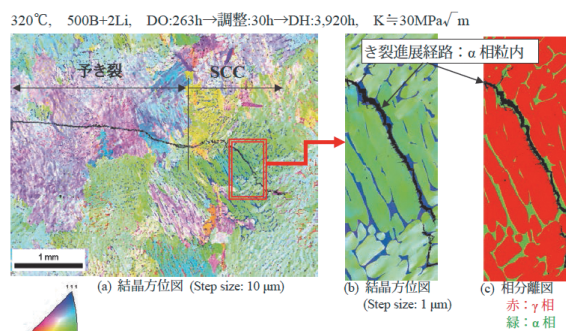 320℃, 500B+2Li, DO:263h→調整:30h→DH:3,920h, K≒30MPa√m
き裂進展経路：α相粒内
予き裂
SCC
1 mm
(a) 結晶方位図 (Step size: 10 μm)
(b) 結晶方位図
(Step size: 1 μm)
(c) 相分離図
赤：γ相
緑：α相
111